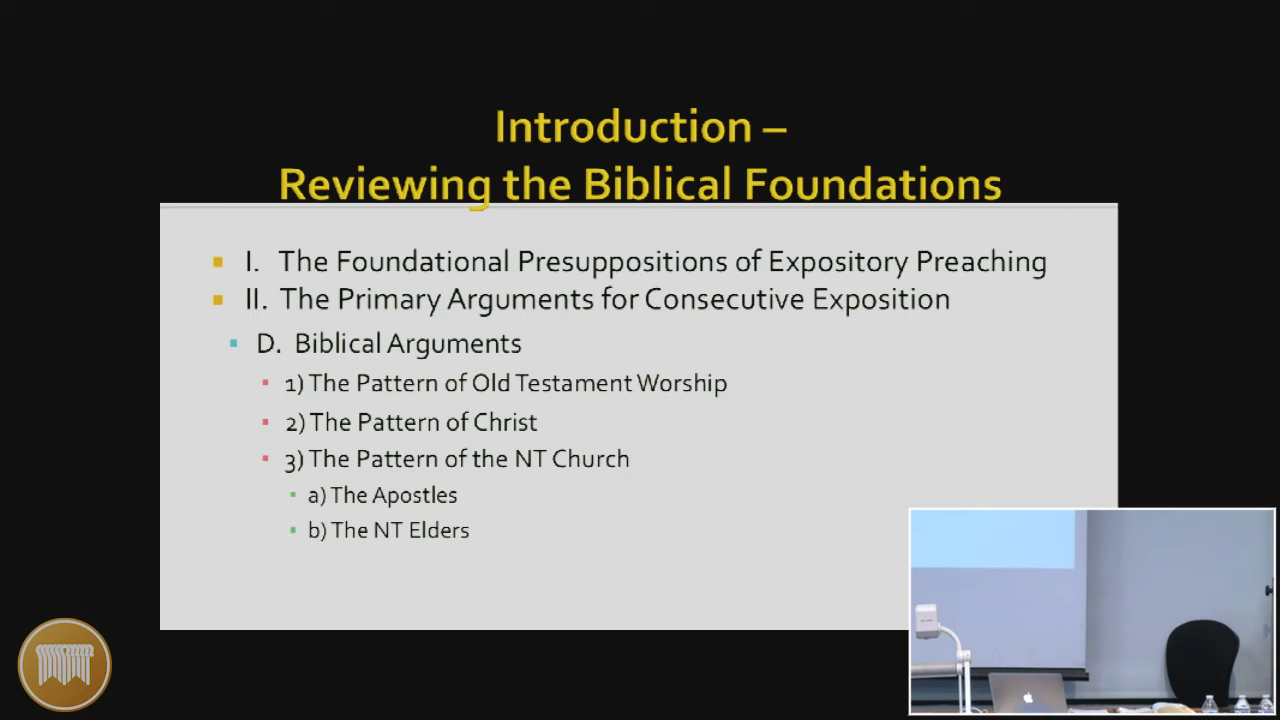 Introduction –
Reviewing the Biblical Foundations
I. The Foundational Presuppositions of Expository Preaching
II. The Primary Arguments for Consecutive Exposition
D. Biblical Arguments
1) The Pattern of Old Testament Worship
2) The Pattern of Christ
3) The Pattern of the NT Church
a) The Apostles
b) The NT Elders